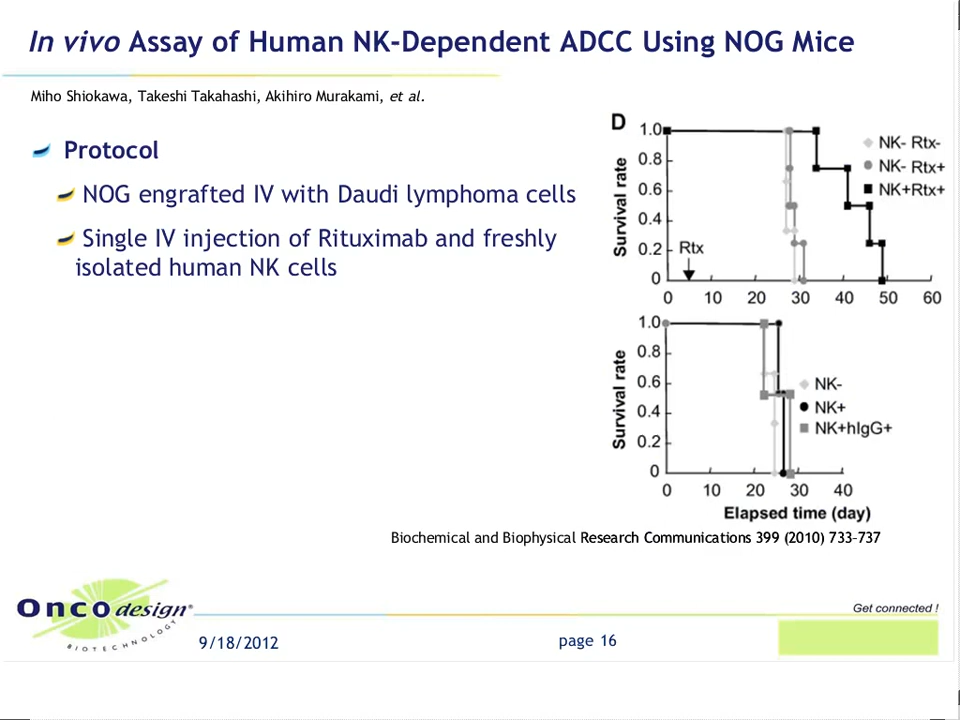 In vivo Assay of Human NK-Dependent ADCC Using NOG Mice
Miho Shiokawa, Takeshi Takahashi, Akihiro Murakami, et al.
Protocol
NOG engrafted IV with Daudi lymphoma cells
Single IV injection of Rituximab and freshly
isolated human NK cells
D
Survival rate
1.0
0.8
0.6
0.4
0.2
0
Rtx
0 10 20 30 40 50 60
NK- Rtx-
NK- Rtx+
NK+Rtx+
Survival rate
1.0
0.8
0.6
0.4
0.2
0
0 10 20 30 40
NK-
NK+
NK+hIgG+
Elapsed time (day)
Biochemical and Biophysical Research Communications 399 (2010) 733-737
Oncodesign®
BIOTECHNOLOGY
Get connected !
9/18/2012
page 16